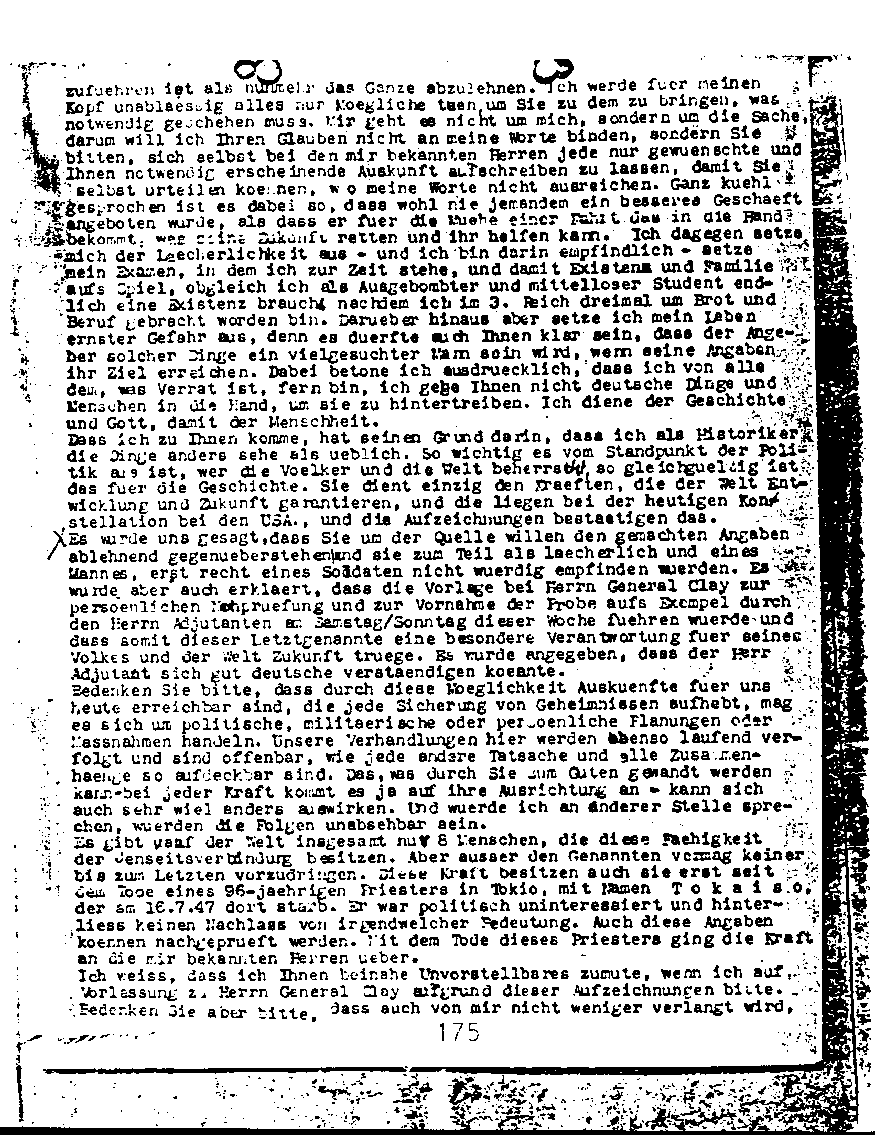 zufuehren ist als nunmehr das Ganze abzulehnen. Ich werde fuer meinen
Kopf unablaessig alles nur Moegliche tuen, um Sie zu dem zu bringen, was
notwendig geschehen muss. Mir geht es nicht um mich, sondern um die Sache,
darum will ich Ihren Glauben nicht an meine Worte binden, sondern Sie
bitten, sich selbst bei den mir bekannten Herren jede nur gewuenschte und
Ihnen notwendig erscheinende Auskunft aufschreiben zu lassen, damit Sie
selbst urteilen koennen, wo meine Worte nicht ausreichen. Ganz kuehl
gesprochen ist es dabei so, dass wohl nie jemandem ein besseres Geschaeft
angeboten wurde, als dass er fuer die Muehe einer Fahrt das in die Hand
bekommt, was seine Zukunft retten und ihr helfen kann. Ich dagegen setze
mich der Laecherlichkeit aus - und ich bin darin empfindlich - setze
mein Examen, in dem ich zur Zeit stehe, und damit Existenz und Familie
aufs Spiel, obgleich ich als Ausgebombter und mittelloser Student end-
lich eine Existenz brauche nachdem ich im 3. Reich dreimal um Brot und
Beruf gebracht worden bin. Darueber hinaus aber setze ich mein Leben
ernster Gefahr aus, denn es duerfte auch Ihnen klar sein, dass der Ange-
ber solcher Dinge ein vielgesuchter Mann sein wird, wenn seine Angaben
ihr Ziel erreichen. Dabei betone ich ausdruecklich, dass ich von alle
dem, was Verrat ist, fern bin, ich gebe Ihnen nicht deutsche Dinge und
Menschen in die Hand, um sie zu hintertreiben. Ich diene der Geschichte
und Gott, damit der Menschheit.
Dass ich zu Ihnen komme, hat seinen Grund darin, dass ich als Historiker
die Dinge anders sehe als ueblich. So wichtig es vom Standpunkt der Poli-
tik aus ist, wer die Voelker und die Welt beherrscht, so gleichgueldig ist
das fuer die Geschichte. Sie dient einzig den Kraeften, die der Welt Ent-
wicklung und Zukunft garantieren, und die liegen bei der heutigen Kon-
stellation bei den USA., und die Aufzeichnungen bestaetigen das.
Es wurde uns gesagt, dass Sie um der Quelle willen den gemachten Angaben
ablehnend gegenueberstehen und sie zum Teil als laecherlich und eines
Mannes, erst recht eines Soldaten nicht wuerdig empfinden wuerden. Es
wurde aber auch erklaert, dass die Vorlage bei Herrn General Clay zur
persoenlichen Nachpruefung und zur Vornahme der Probe aufs Exempel durch
den Herrn Adjutanten am Samstag/Sonntag dieser Woche fuehren wuerde und
dass somit dieser Letztgenannte eine besondere Verantwortung fuer seines
Volkes und der Welt Zukunft truege. Es wurde angegeben, dass der Herr
Adjutant sich gut deutsch verstaendigen koennte.
Bedenken Sie bitte, dass durch diese Moeglichkeit Auskuenfte fuer uns
heute erreichbar sind, die jede Sicherung von Geheimnissen aufhebt, mag
es sich um politische, militaerische oder persoenliche Planungen oder
Massnahmen handeln. Unsere Verhandlungen hier werden ebenso laufend ver-
folgt und sind offenbar, wie jede andere Tatsache und alle Zusammen-
haenge so aufdeckbar sind. Das, was durch Sie zum Guten gewandt werden
kann-bei jeder Kraft kommt es ja auf ihre Ausrichtung an - kann sich
auch sehr wiel anders auswirken. Und wuerde ich an anderer Stelle spre-
chen, wuerden die Folgen unabsehbar sein.
Es gibt auf der Welt insgesamt nur 8 Menschen, die diese Faehigkeit
der Jenseitsverbindung besitzen. Aber ausser den Genannten vermag keiner
bis zum Letzten vorzudringen. Diese Kraft besitzen auch sie erst seit
dem Tode eines 96-jaehrigen Priesters in Tokio, mit Namen T o k a i s o,
der am 16.7.47 dort starb. Er war politisch uninteressiert und hinter-
liess keinen Nachlass von irgendwelcher Bedeutung. Auch diese Angaben
koennen nachgeprueft werden. Mit dem Tode dieses Priesters ging die Kraft
an die mir bekannten Herren ueber.
Ich weiss, dass ich Ihnen beinahe Unvorstellbares zumute, wenn ich auf
Vorlassung zu Herrn General Clay aufgrund dieser Aufzeichnungen bitte.
Bedenken Sie aber bitte, dass auch von mir nicht weniger verlangt wird,
175